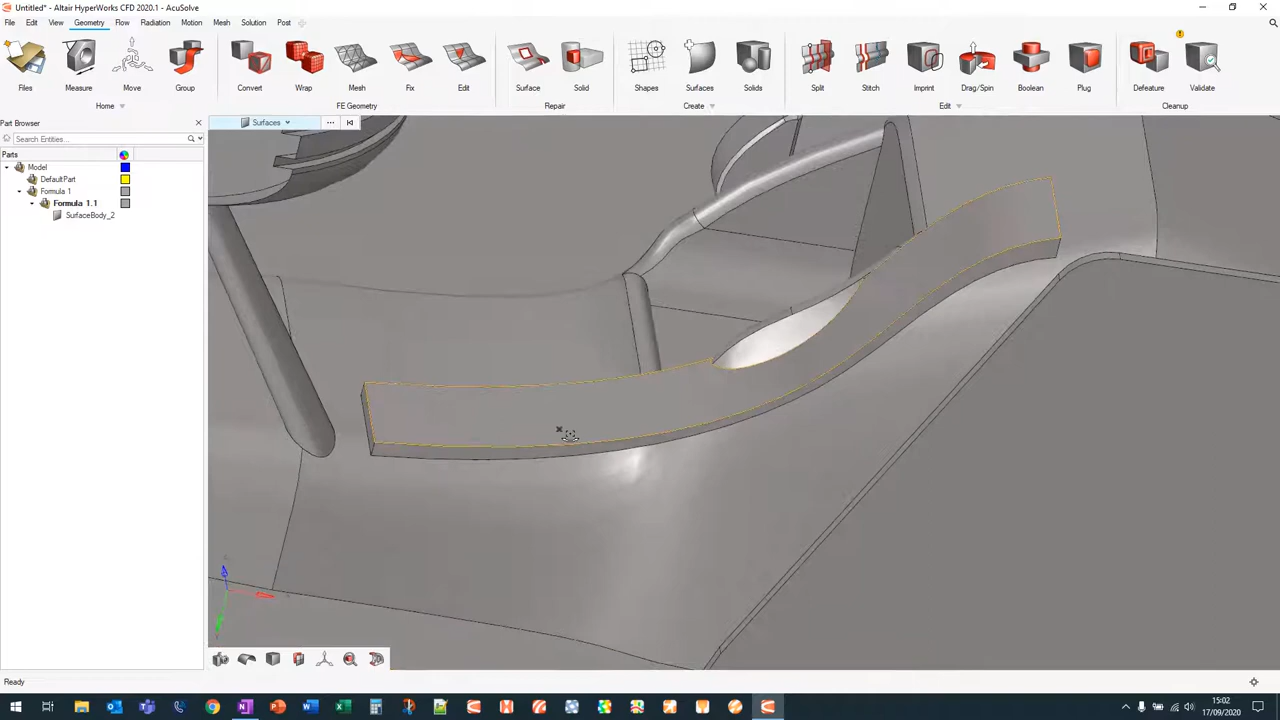 Untitled* - Altair HyperWorks CFD 2020.1 - AcuSolve
File Edit View Geometry Flow Radiation Motion Mesh Solution Post
Files Measure Move Group Convert Wrap Mesh Fix Edit Surface Solid Shapes Surfaces Solids Split Stitch Imprint Drag/Spin Boolean Plug Defeature Validate
Home FE Geometry Repair Create Edit Cleanup
Part Browser
Surfaces
Search Entities...
Parts
Model
DefaultPart
Formula 1
Formula 1.1
SurfaceBody_2
Ready
15:02
17/09/2020